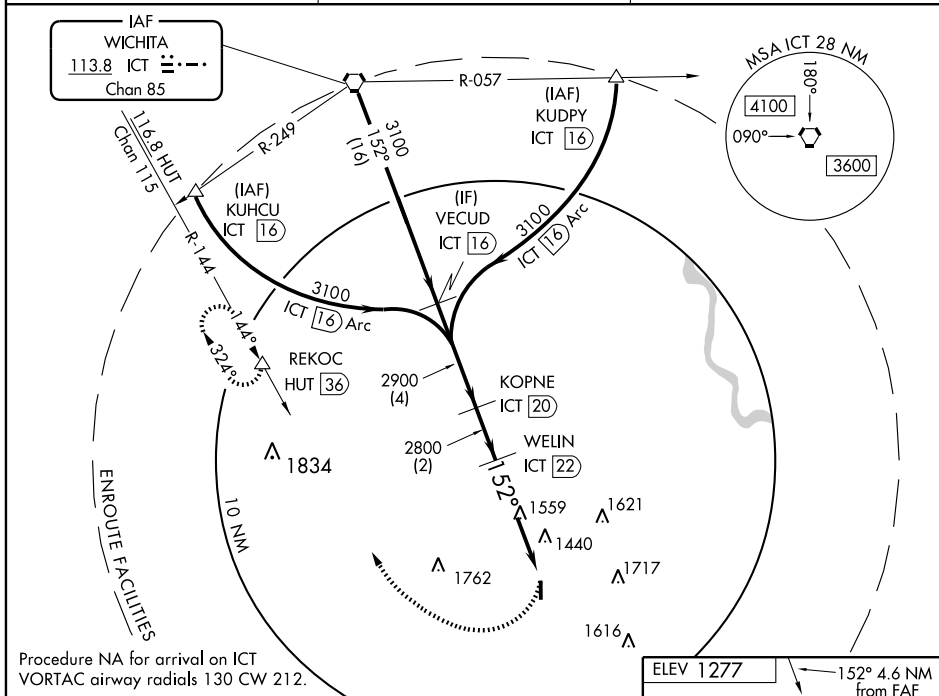 IAF
WICHITA
113.8 ICT
Chan 85
R-057
(IAF)
KUDPY
ICT 16
MSA ICT 28 NM
180°
4100
090°
3600
116.8 HUT
Chan 115
R-249
3100
152°
(16)
(IAF)
KUHCU
ICT 16
(IF)
VECUD
ICT 16
3100
ICT 16 Arc
R-144
3100
ICT 16 Arc
144°
324°
REKOC
HUT 36
2900
(4)
KOPNE
ICT 20
2800
(2)
WELIN
ICT 22
1834
152°
1559
1621
1440
1762
1717
1616
10 NM
ENROUTE FACILITIES
Procedure NA for arrival on ICT
VORTAC airway radials 130 CW 212.
ELEV 1277
152° 4.6 NM
from FAF